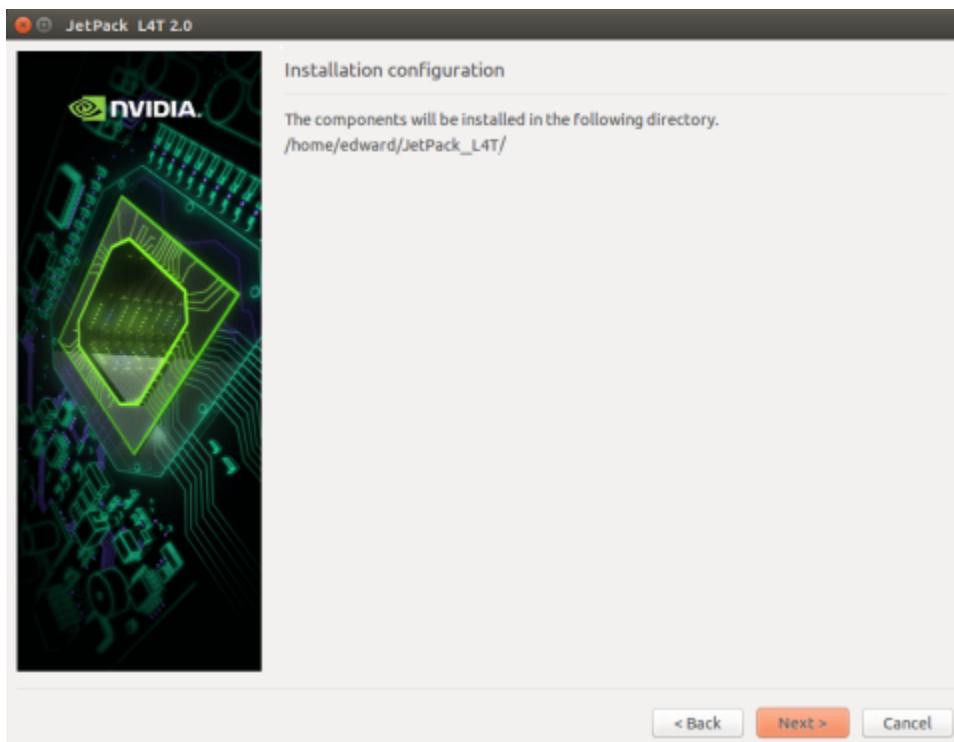 JetPack L4T 2.0
NVIDIA.
Installation configuration
The components will be installed in the following directory.
/home/edward/JetPack_L4T/
< Back
Next >
Cancel